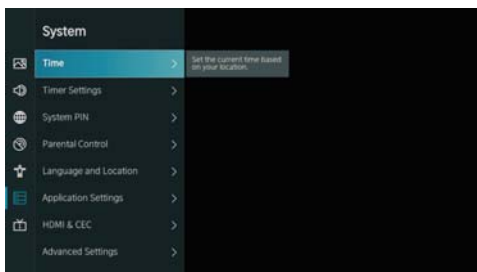 System
Time
Set the current time based
on your location.
Timer Settings
System PIN
Parental Control
Language and Location
Application Settings
HDMI & CEC
Advanced Settings